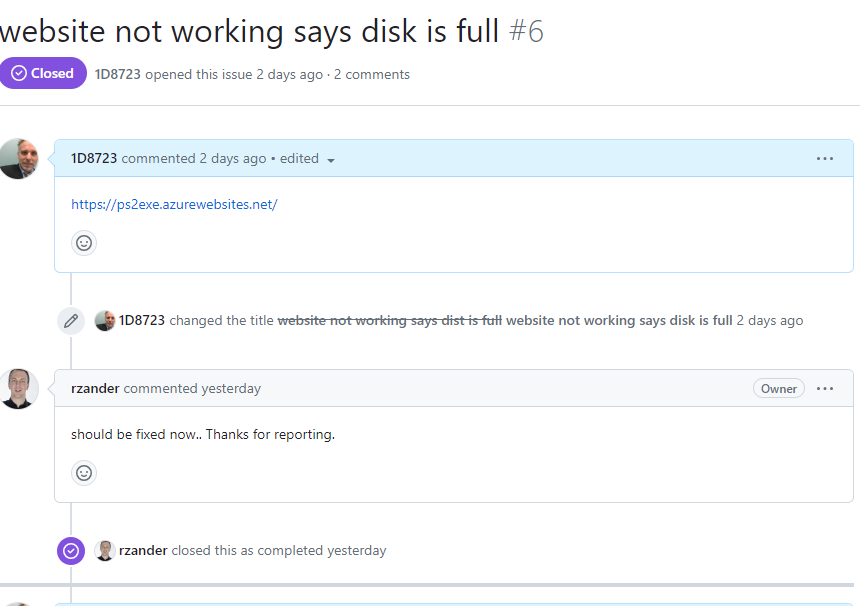 website not working says disk is full #6
Closed 1D8723 opened this issue 2 days ago · 2 comments
1D8723 commented 2 days ago • edited
https://ps2exe.azurewebsites.net/
1D8723 changed the title website not working says dist is full website not working says disk is full 2 days ago
rzander commented yesterday Owner
should be fixed now.. Thanks for reporting.
rzander closed this as completed yesterday